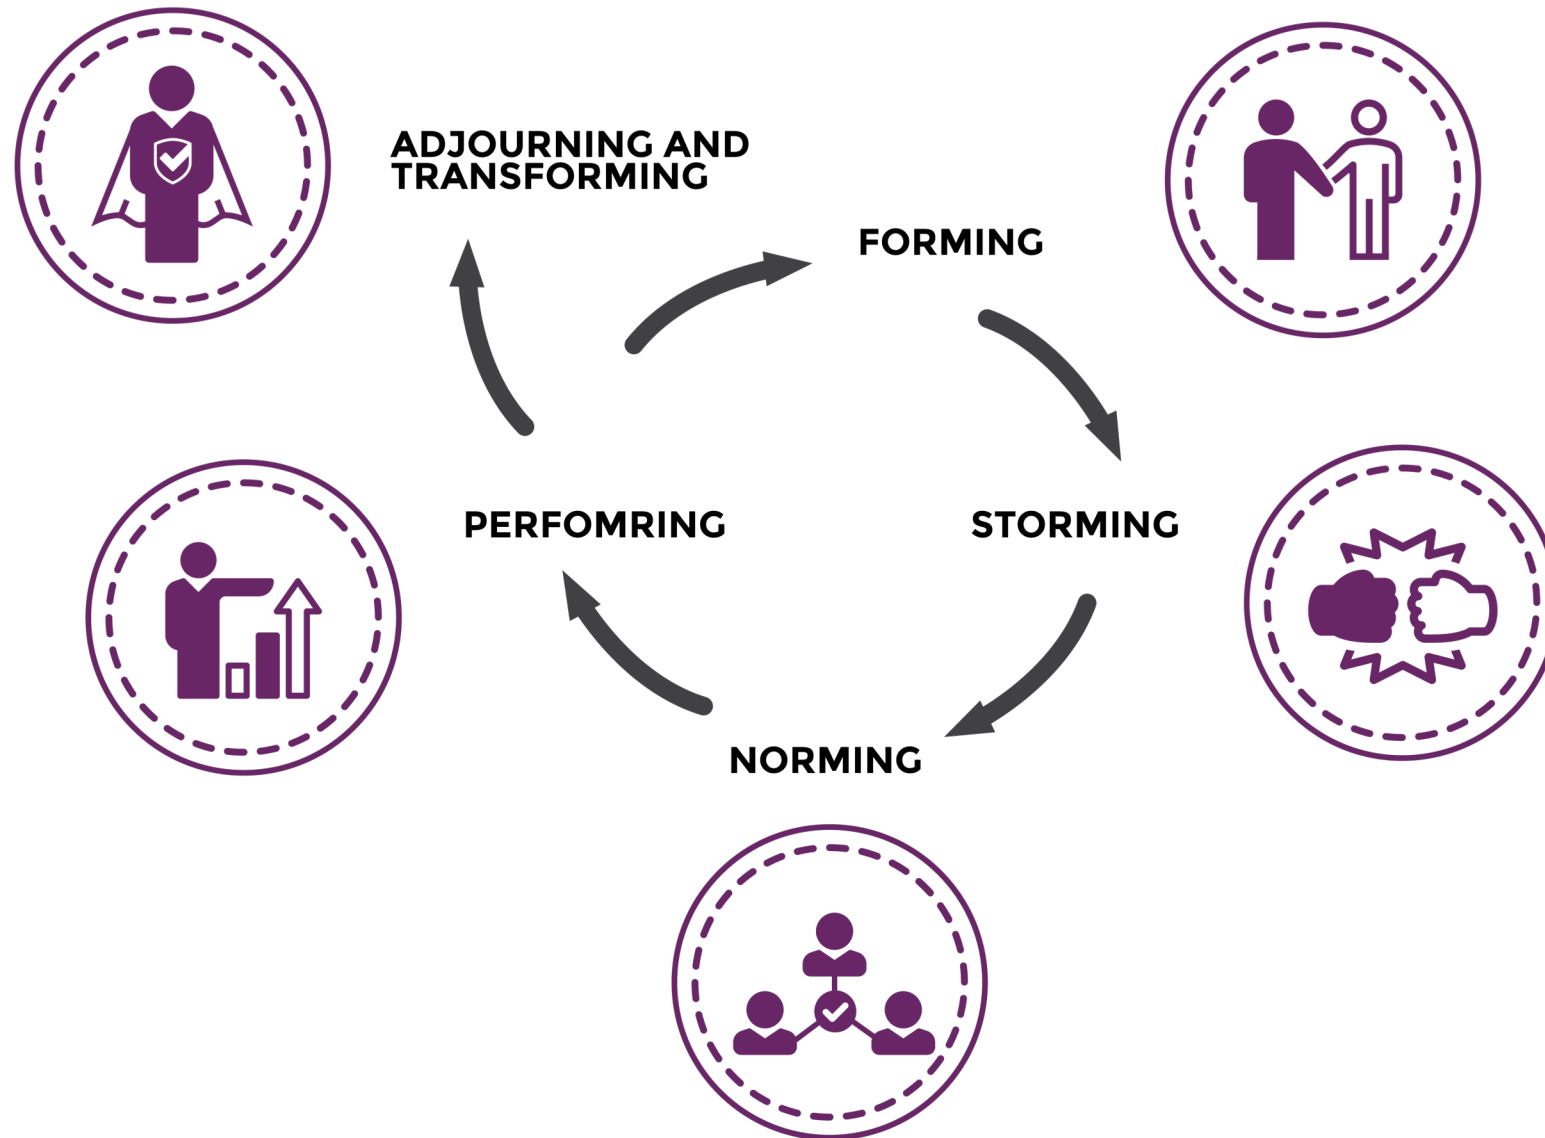 ADJOURNING AND
TRANSFORMING
FORMING
PERFOMRING
STORMING
NORMING